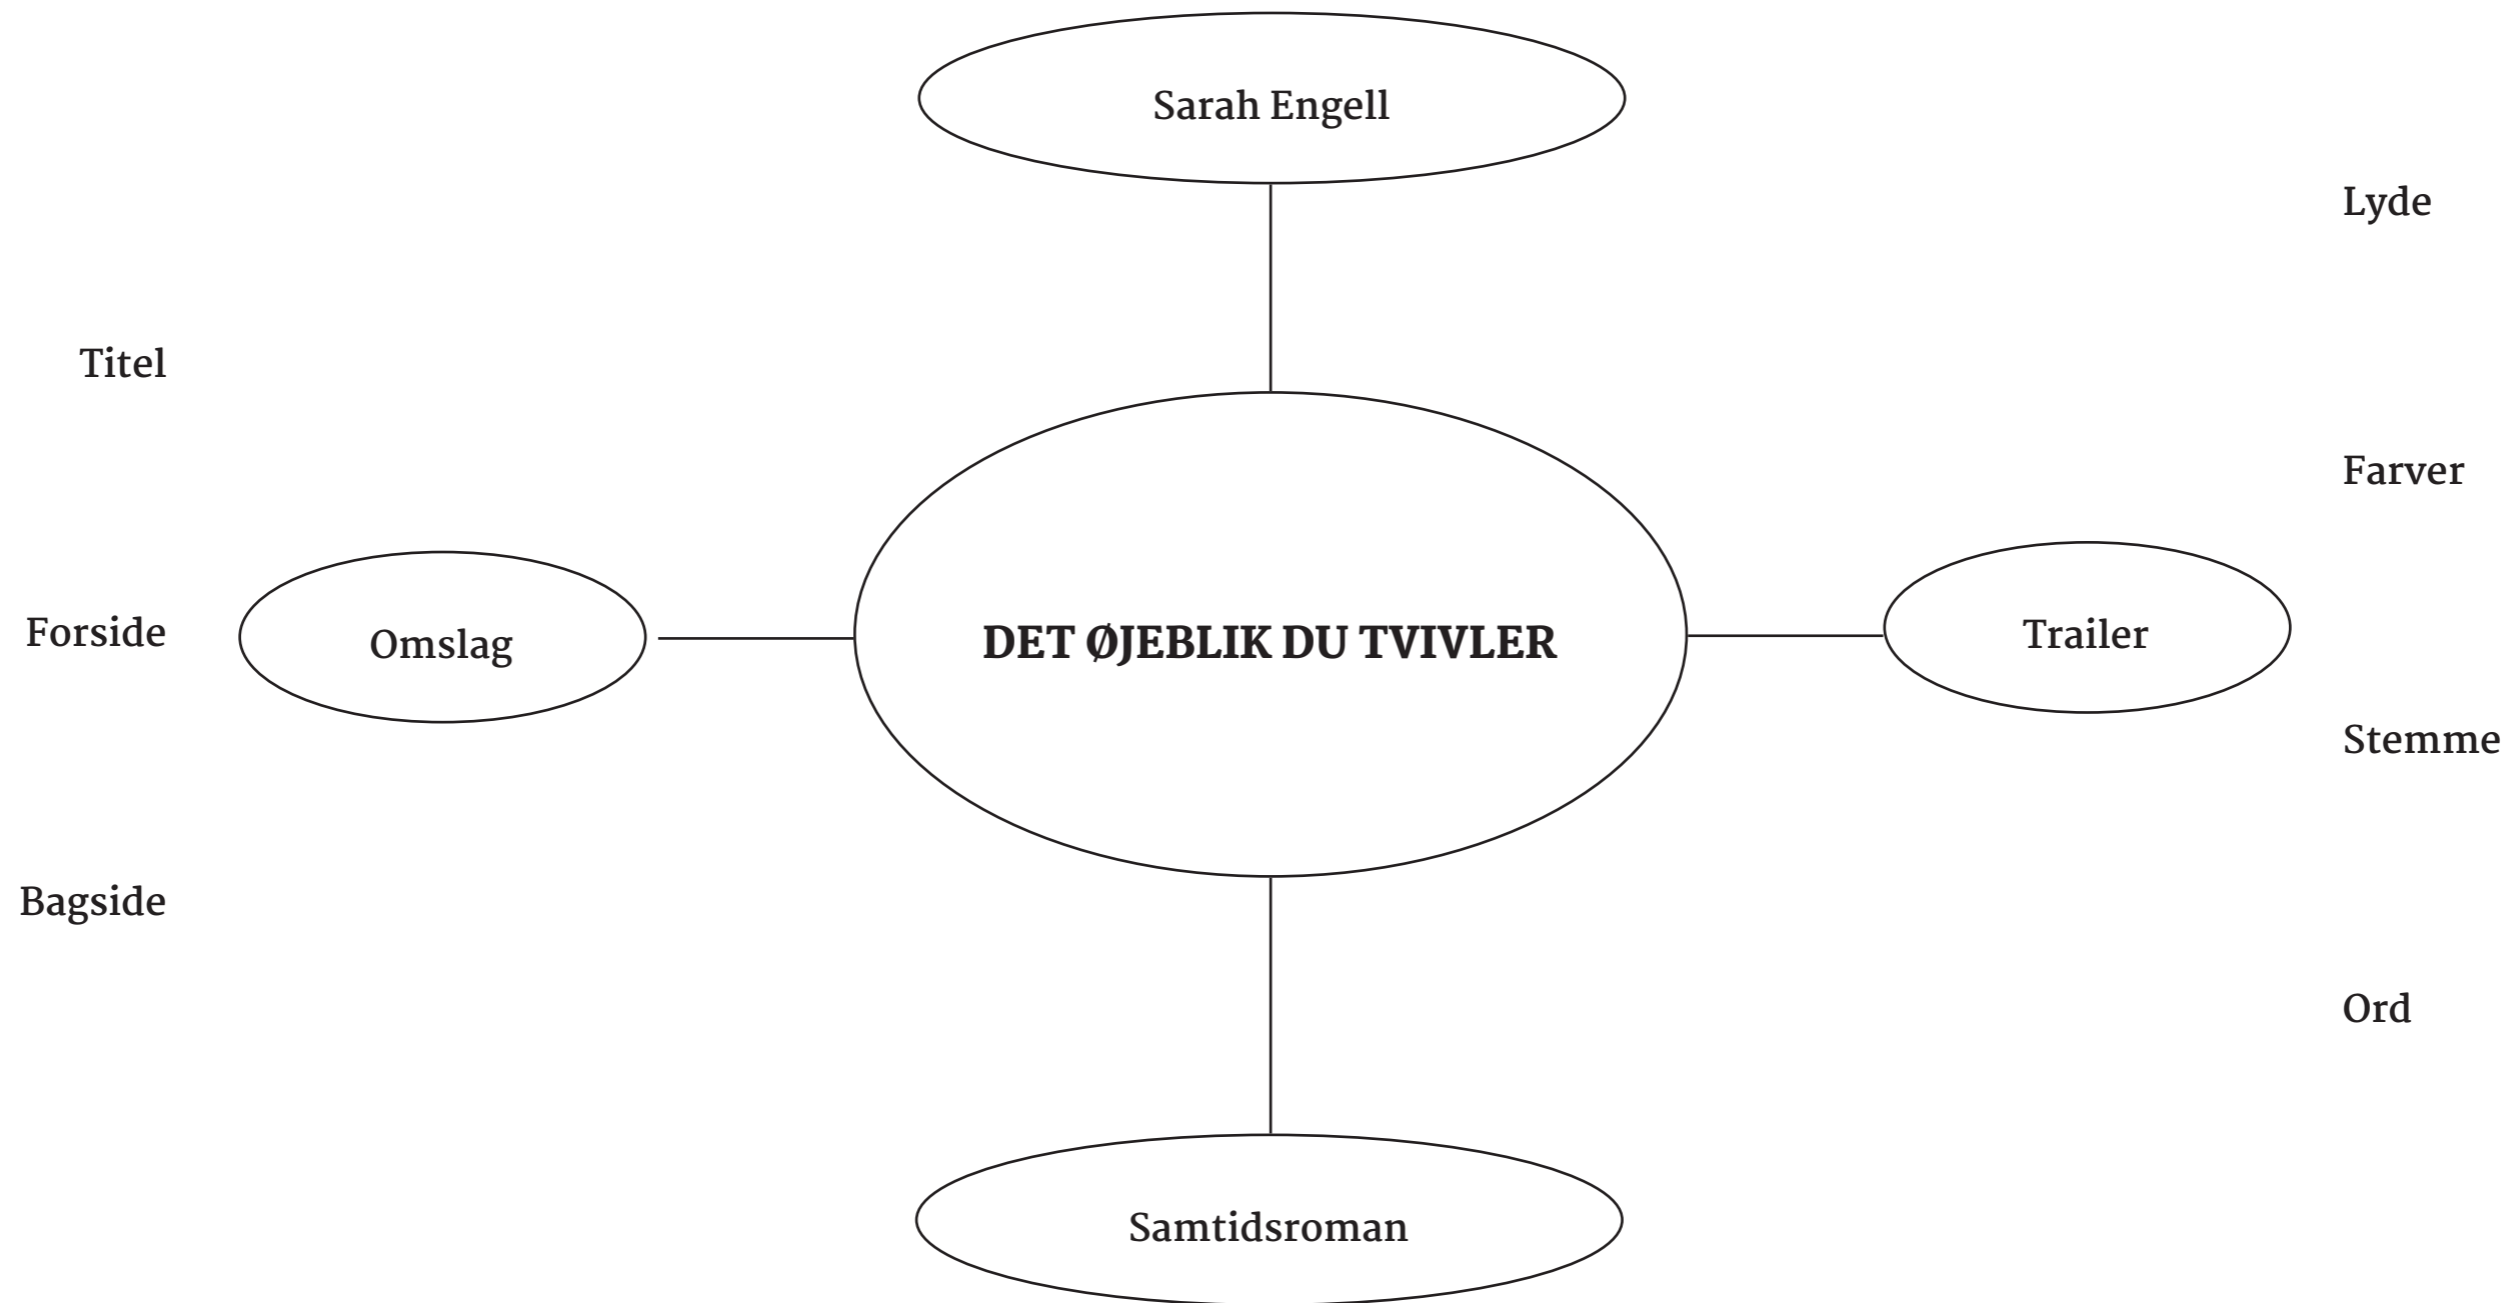 Sarah Engell
Lyde
Titel
Farver
Forside
Omslag
DET ØJEBLIK DU TVIVLER
Trailer
Stemme
Bagside
Ord
Samtidsroman